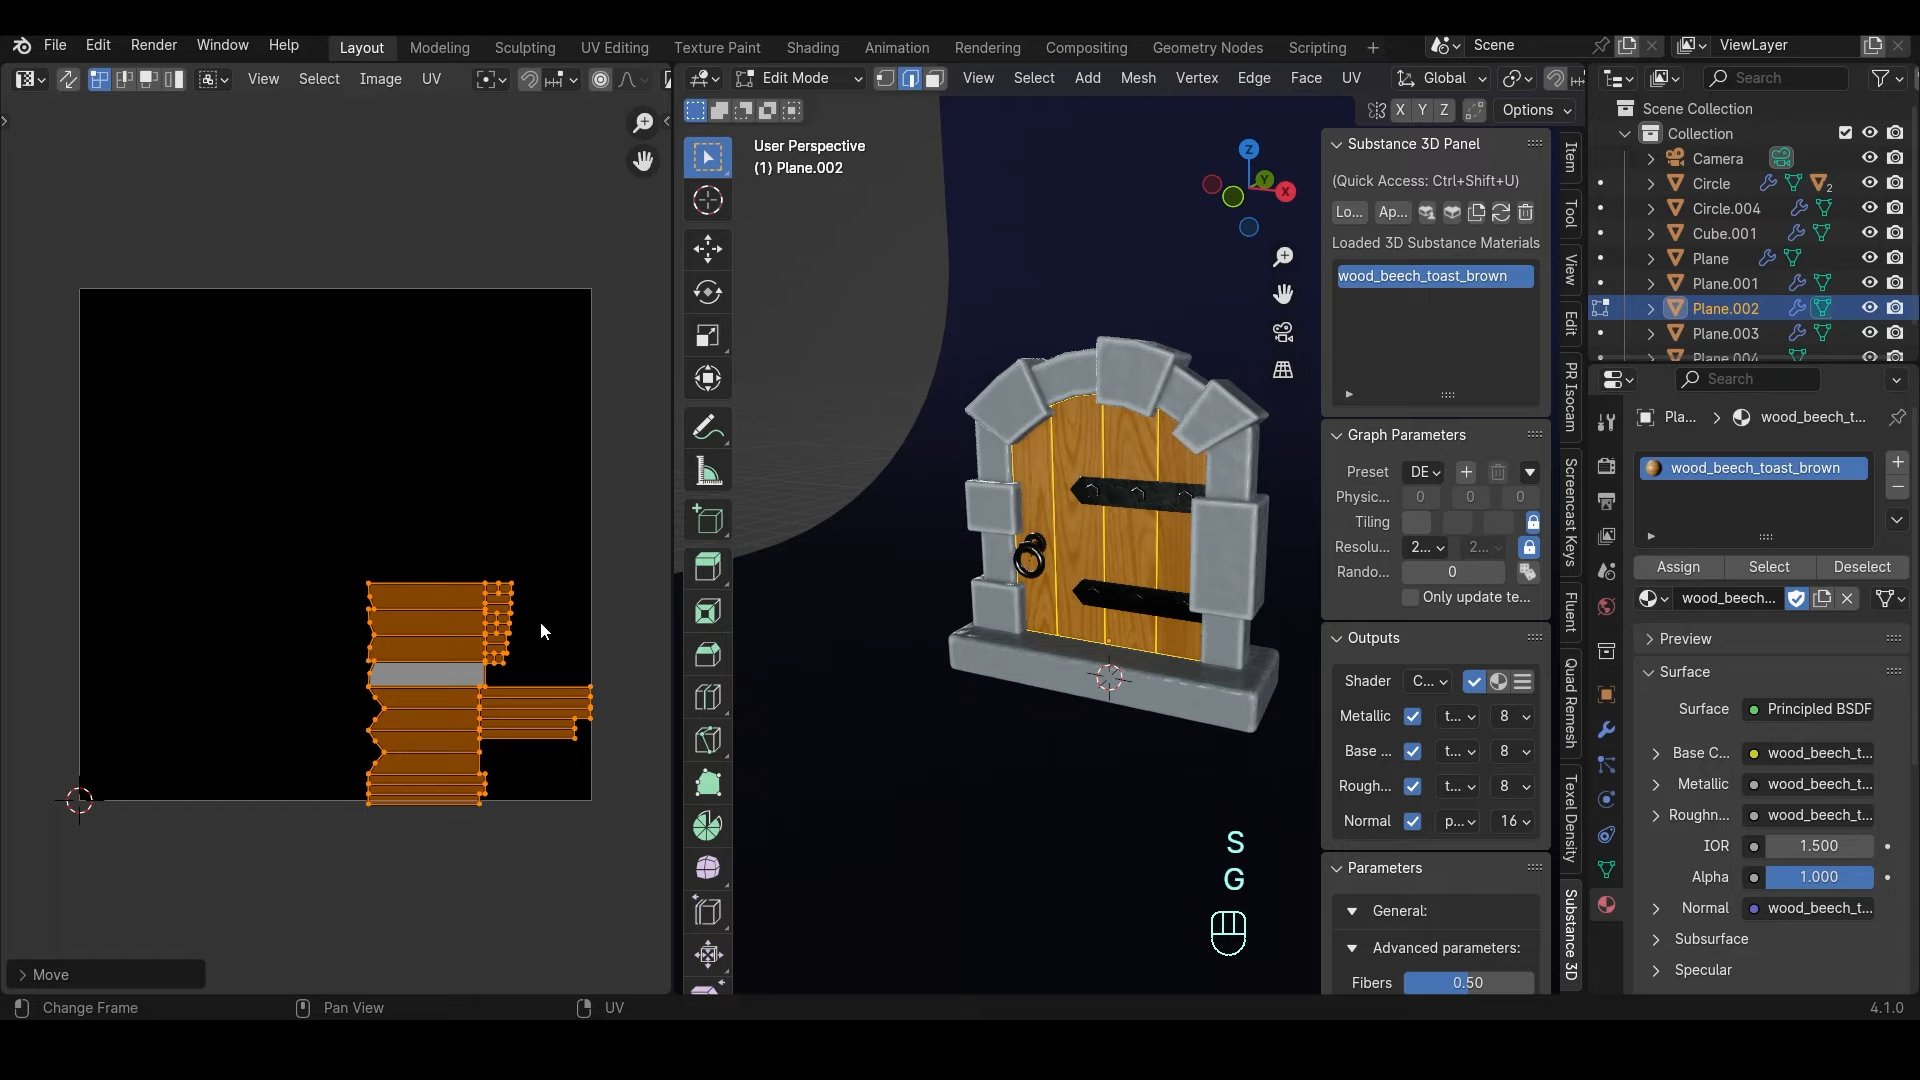 File Edit Render Window Help
Layout Modeling Sculpting UV Editing Texture Paint Shading Animation Rendering Compositing Geometry Nodes Scripting +
Scene
ViewLayer
View Select Image UV
Edit Mode
View Select Add Mesh Vertex Edge Face UV
Global
Search
X Y Z
Options
User Perspective
(1) Plane.002
Z
Y
X
Substance 3D Panel
(Quick Access: Ctrl+Shift+U)
Lo...
Ap...
Loaded 3D Substance Materials
wood_beech_toast_brown
Graph Parameters
Preset DE
Physic... 0 0 0
Tiling
Resolu... 2... 2...
Rando... 0
Only update te...
Outputs
Shader C...
Metallic t... 8
Base ... t... 8
Rough... t... 8
Normal p... 16
Parameters
General:
Advanced parameters:
Fibers 0.50
Item
Tool
View
Edit
PR Isocam
Screencast Keys
Fluent
Quad Remesh
Texel Density
Substance 3D
Scene Collection
Collection
Camera
Circle
2
Circle.004
Cube.001
Plane
Plane.001
Plane.002
Plane.003
Plane.004
Search
Pla... > wood_beech_t...
wood_beech_toast_brown
Assign Select Deselect
wood_beech...
Preview
Surface
Surface Principled BSDF
Base C... wood_beech_t...
Metallic wood_beech_t...
Roughn... wood_beech_t...
IOR 1.500
Alpha 1.000
Normal wood_beech_t...
Subsurface
Specular
S
G
Move
Change Frame
Pan View
UV
4.1.0